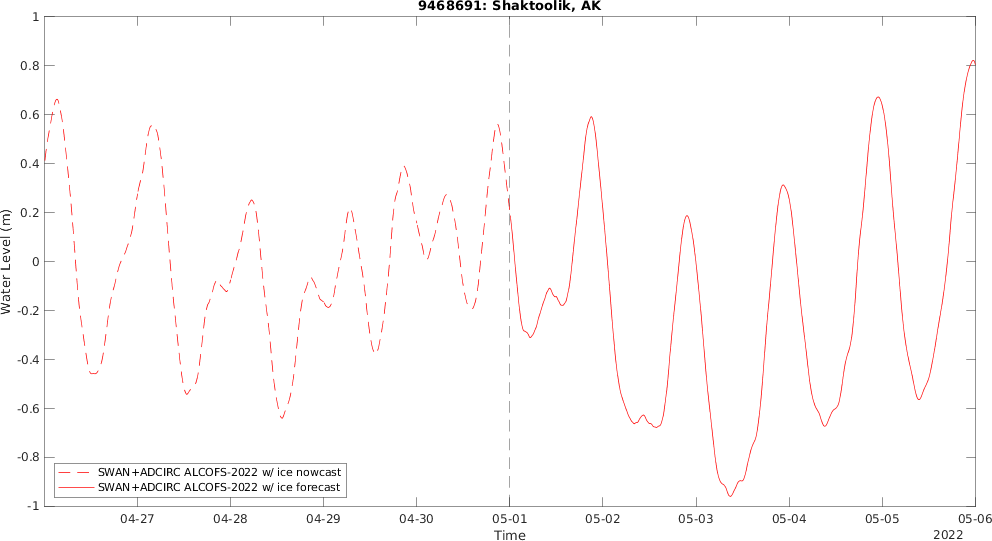 9468691: Shaktoolik, AK
1
0.8
0.6
0.4
0.2
0
-0.2
-0.4
-0.6
-0.8
-1
Water Level (m)
SWAN+ADCIRC ALCOFS-2022 w/ ice nowcast
SWAN+ADCIRC ALCOFS-2022 w/ ice forecast
04-27 04-28 04-29 04-30 05-01 05-02 05-03 05-04 05-05 05-06
Time
2022